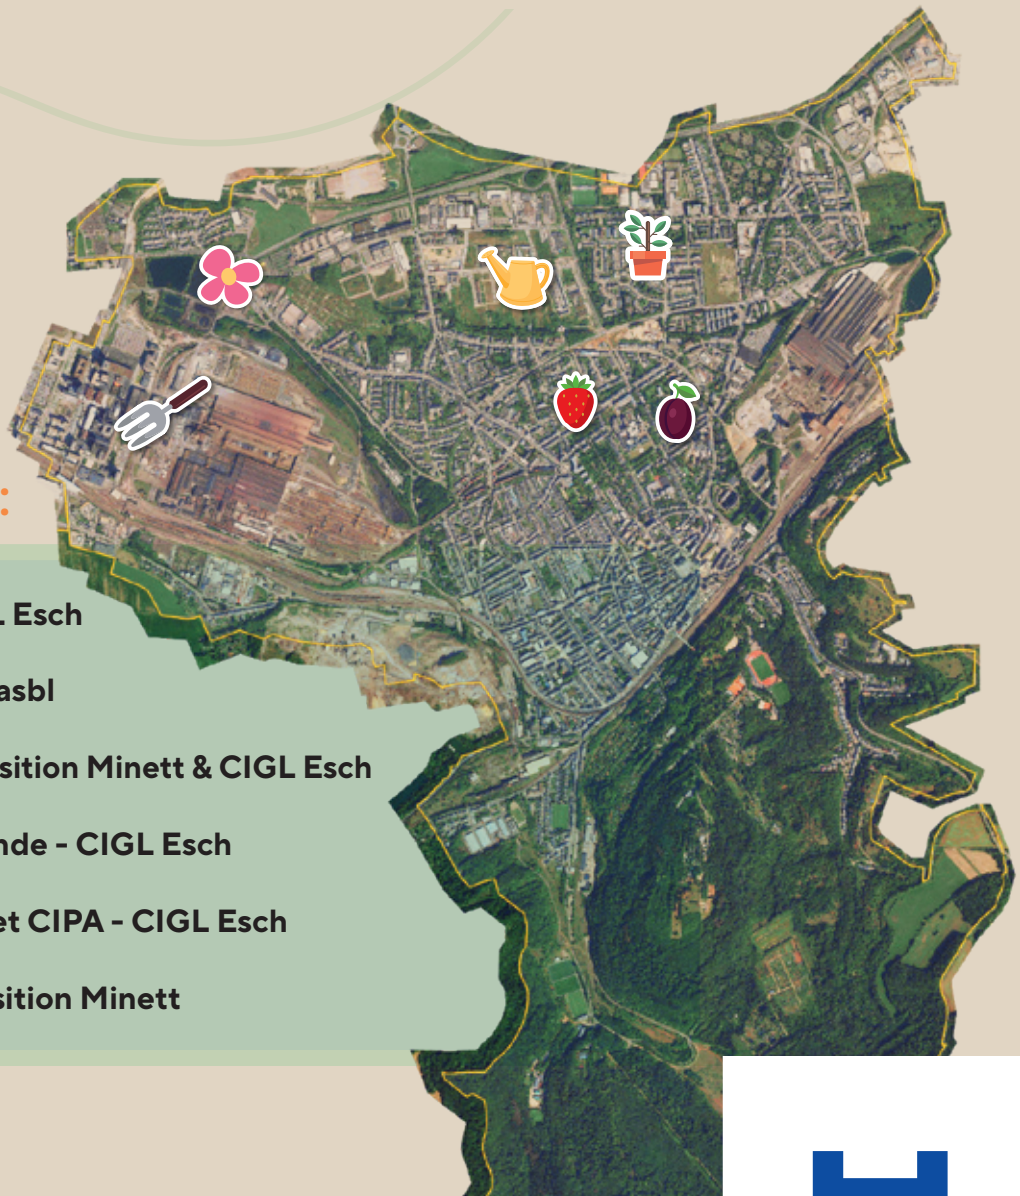 :
L Esch
asbl
sition Minett & CIGL Esch
nde - CIGL Esch
et CIPA - CIGL Esch
sition Minett